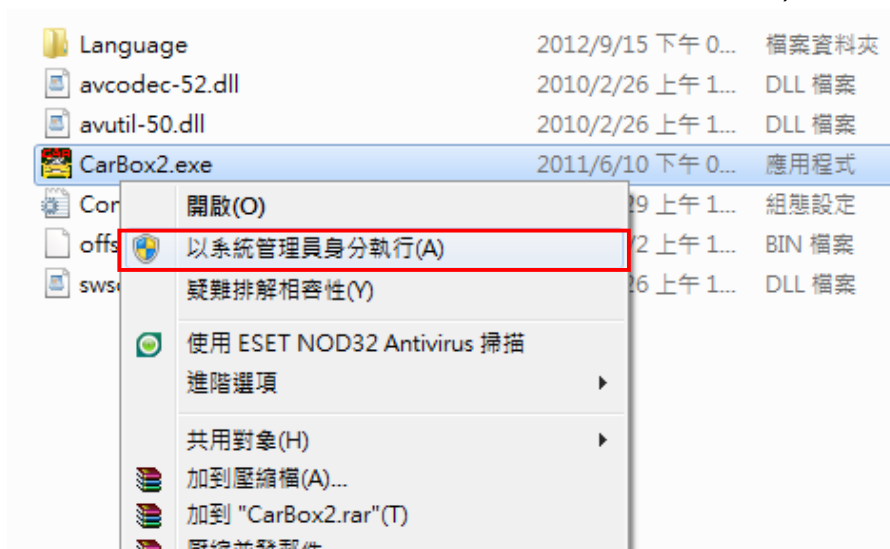 Language 2012/9/15 下午 0... 檔案資料夾
avcodec-52.dll 2010/2/26 上午 1... DLL 檔案
avutil-50.dll 2010/2/26 上午 1... DLL 檔案
CarBox2.exe 2011/6/10 下午 0... 應用程式
Con 29 上午 1... 組態設定
開啟(O)
offs /2 上午 1... BIN 檔案
以系統管理員身分執行(A)
sws 26 上午 1... DLL 檔案
疑難排解相容性(Y)
使用 ESET NOD32 Antivirus 掃描
進階選項
共用對象(H)
加到壓縮檔(A)...
加到 "CarBox2.rar"(T)